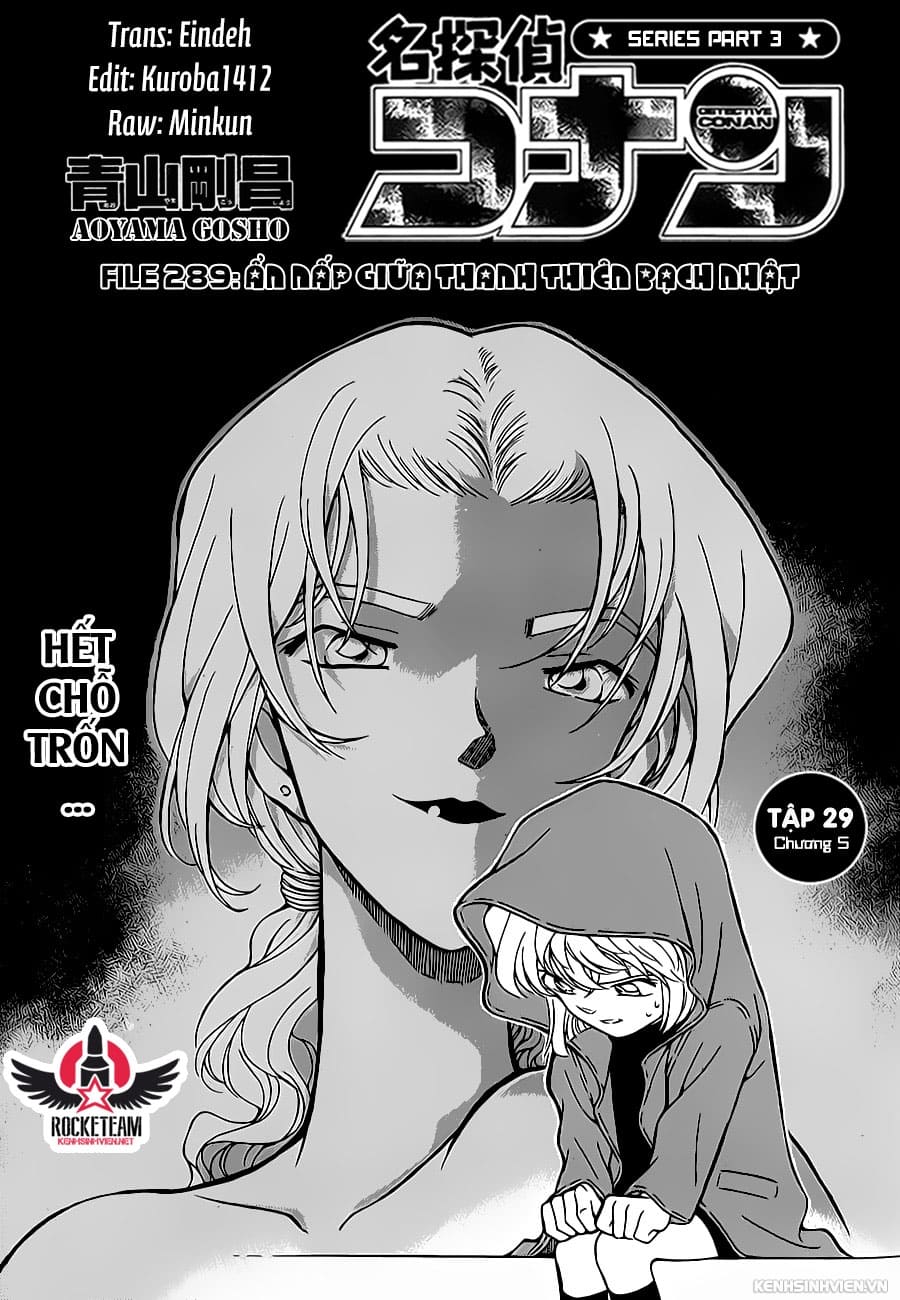 Trans: Eindeh
Edit: Kuroba1412
Raw: Minkun
青山剛昌
AOYAMA GOSHO
名探偵
★ SERIES PART 3 ★
コナン
DETECTIVE
CONAN
FILE 289: ẨN NẤP GIỮA THANH THIÊN BẠCH NHẬT
HẾT
CHỖ
TRỐN
...
TẬP 29
Chương 5
ROCKETEAM
KENHSINHVIEN.NET
KENHSINHVIEN.VN